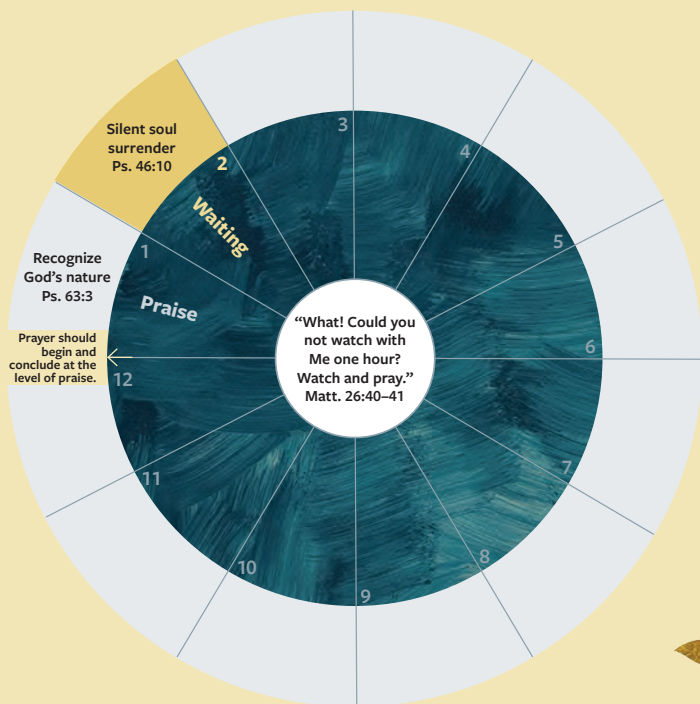 3
4
5
6
7
8
9
10
11
12
1
2
Silent soul
surrender
Ps. 46:10
Waiting
Recognize
God’s nature
Ps. 63:3
Praise
Prayer should
begin and
conclude at the
level of praise.
“What! Could you
not watch with
Me one hour?
Watch and pray.”
Matt. 26:40–41